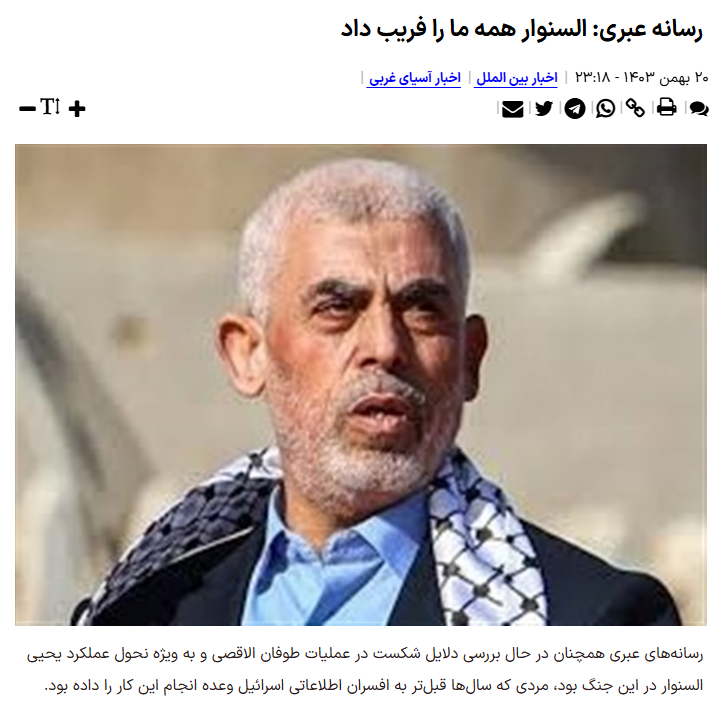 رسانه عبری: السنوار همه ما را فریب داد
۲۰ بهمن ۱۴۰۳ - ۲۳:۱۸ | اخبار بین الملل | اخبار آسیای غربی |
T
رسانه‌های عبری همچنان در حال بررسی دلایل شکست در عملیات طوفان الاقصی و به ویژه نحول عملکرد یحیی
السنوار در این جنگ بود، مردی که سال‌ها قبل‌تر به افسران اطلاعاتی اسرائیل وعده انجام این کار را داده بود.